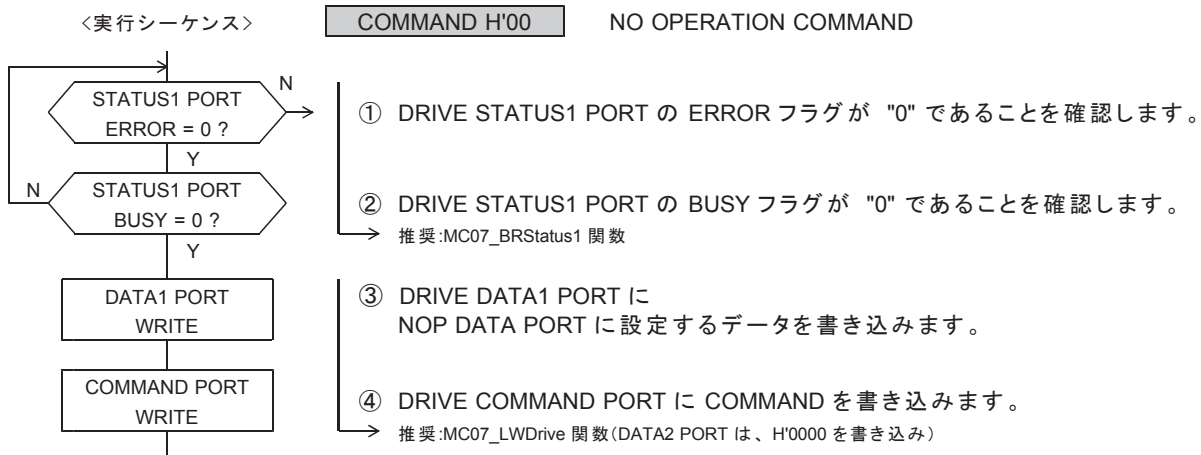 <実行シーケンス>
COMMAND H'00
NO OPERATION COMMAND
STATUS1 PORT
ERROR = 0 ?
N
Y
① DRIVE STATUS1 PORT の ERROR フラグが "0" であることを確認します。
N
STATUS1 PORT
BUSY = 0 ?
Y
② DRIVE STATUS1 PORT の BUSY フラグが "0" であることを確認します。
推奨:MC07_BRStatus1 関数
DATA1 PORT
WRITE
③ DRIVE DATA1 PORT に
NOP DATA PORT に設定するデータを書き込みます。
COMMAND PORT
WRITE
④ DRIVE COMMAND PORT に COMMAND を書き込みます。
推奨:MC07_LWDrive 関数(DATA2 PORT は、H'0000 を書き込み)